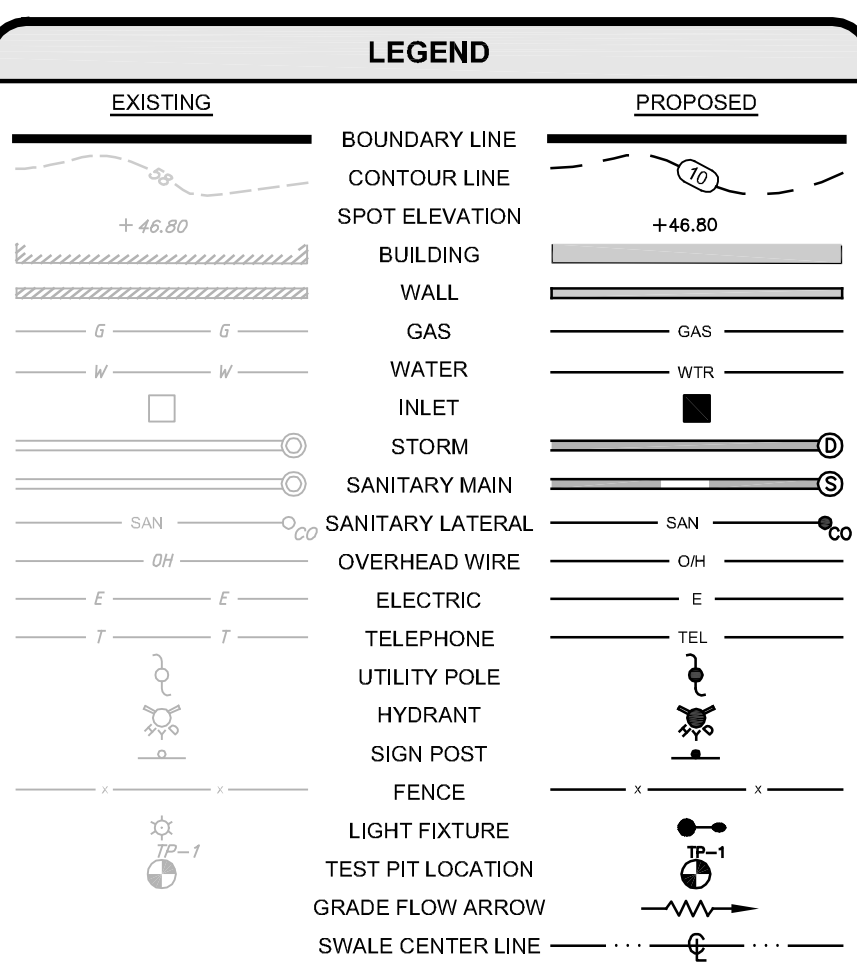 LEGEND
EXISTING PROPOSED
BOUNDARY LINE
58 CONTOUR LINE 10
+ 46.80 SPOT ELEVATION +46.80
BUILDING
WALL
G G GAS GAS
W W WATER WTR
INLET
STORM D
SANITARY MAIN S
SAN CO SANITARY LATERAL SAN CO
OH OVERHEAD WIRE O/H
E E ELECTRIC E
T T TELEPHONE TEL
UTILITY POLE
HYD HYDRANT HYD
SIGN POST
x x FENCE x x
LIGHT FIXTURE
TP-1 TEST PIT LOCATION TP-1
GRADE FLOW ARROW
SWALE CENTER LINE ℄